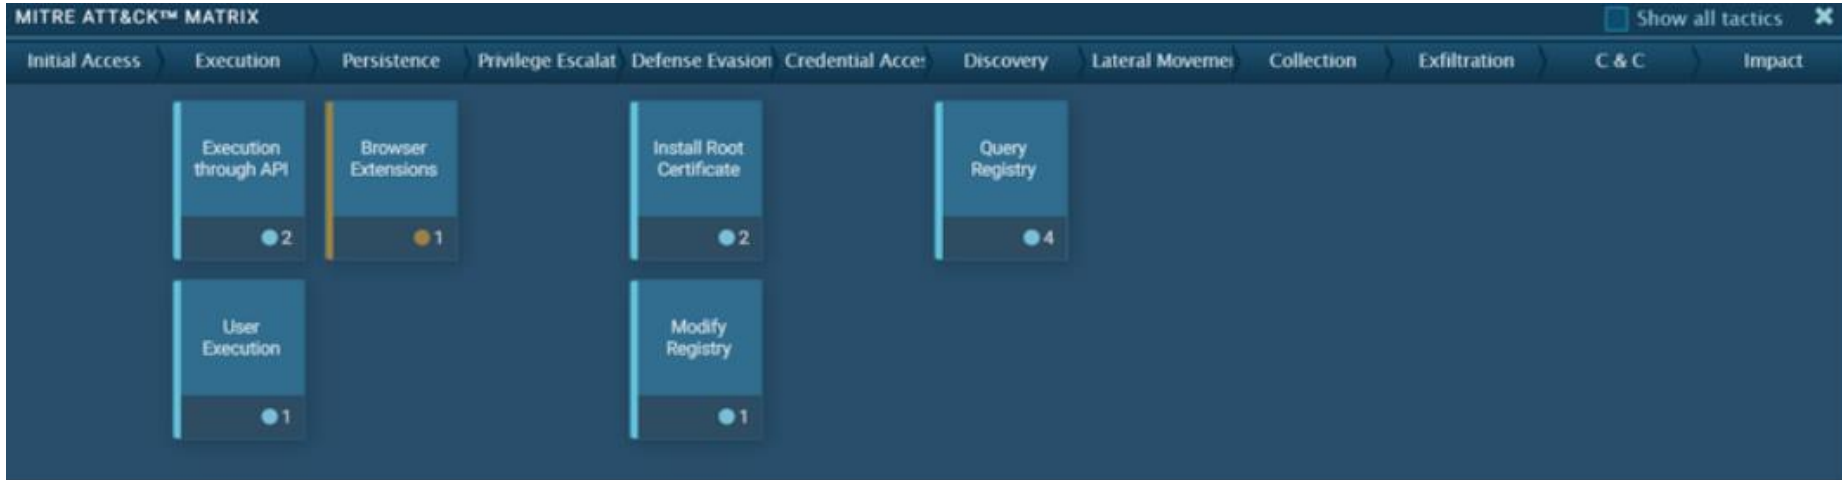 MITRE ATT&CK™ MATRIX
Show all tactics
Initial Access
Execution
Persistence
Privilege Escalat
Defense Evasion
Credential Acce
Discovery
Lateral Moveme
Collection
Exfiltration
C & C
Impact
Execution
through API
2
Browser
Extensions
1
Install Root
Certificate
2
Query
Registry
4
User
Execution
1
Modify
Registry
1